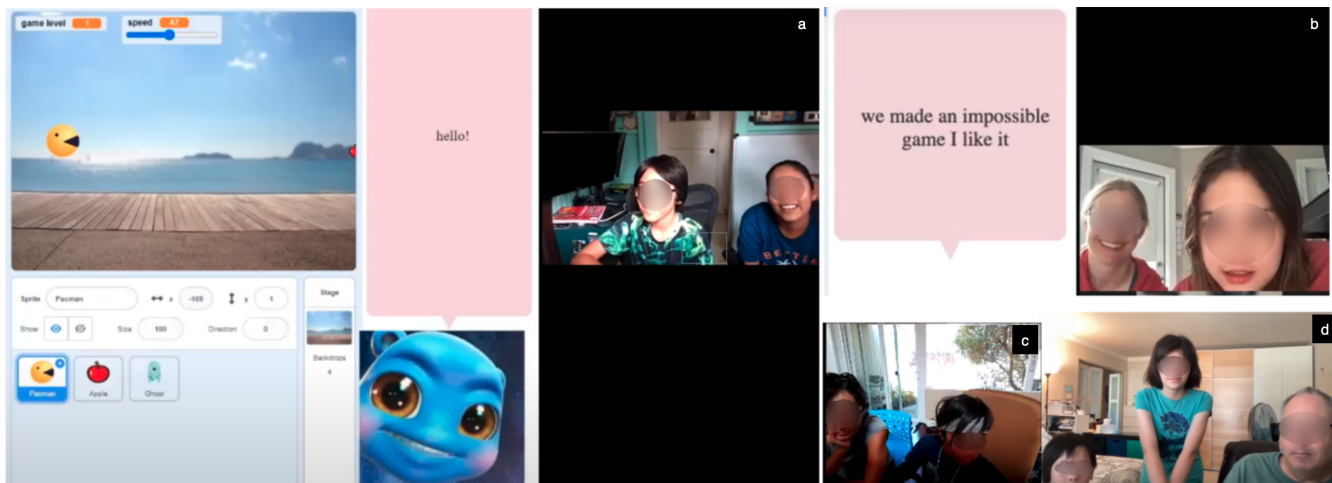 game level 1
speed 47
hello!
a
we made an impossible
game I like it
b
Sprite Pacman x -169 y 1
Show Size 100 Direction 0
Pacman
Apple
Ghost
Stage
Backdrops
4
c
d